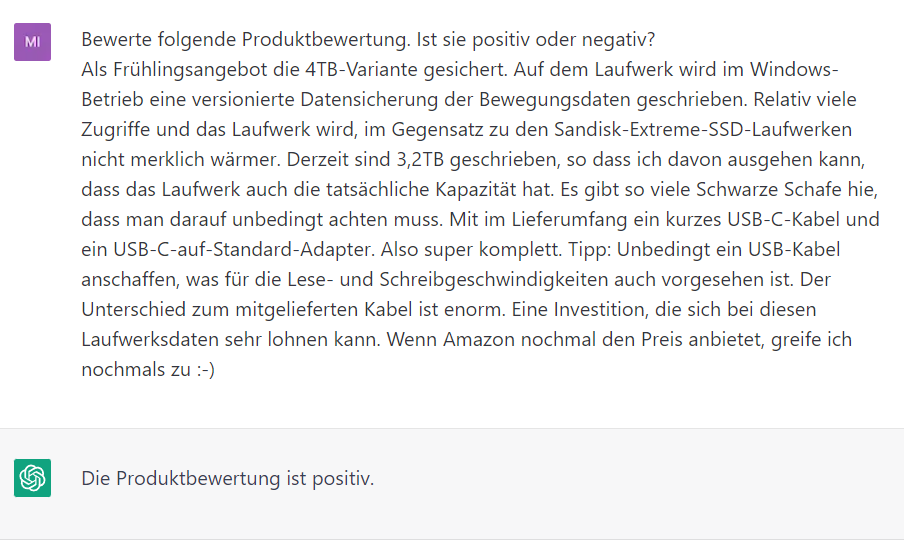 MI
Bewerte folgende Produktbewertung. Ist sie positiv oder negativ?
Als Frühlingsangebot die 4TB-Variante gesichert. Auf dem Laufwerk wird im Windows-
Betrieb eine versionierte Datensicherung der Bewegungsdaten geschrieben. Relativ viele
Zugriffe und das Laufwerk wird, im Gegensatz zu den Sandisk-Extreme-SSD-Laufwerken
nicht merklich wärmer. Derzeit sind 3,2TB geschrieben, so dass ich davon ausgehen kann,
dass das Laufwerk auch die tatsächliche Kapazität hat. Es gibt so viele Schwarze Schafe hie,
dass man darauf unbedingt achten muss. Mit im Lieferumfang ein kurzes USB-C-Kabel und
ein USB-C-auf-Standard-Adapter. Also super komplett. Tipp: Unbedingt ein USB-Kabel
anschaffen, was für die Lese- und Schreibgeschwindigkeiten auch vorgesehen ist. Der
Unterschied zum mitgelieferten Kabel ist enorm. Eine Investition, die sich bei diesen
Laufwerksdaten sehr lohnen kann. Wenn Amazon nochmal den Preis anbietet, greife ich
nochmals zu :-)
Die Produktbewertung ist positiv.